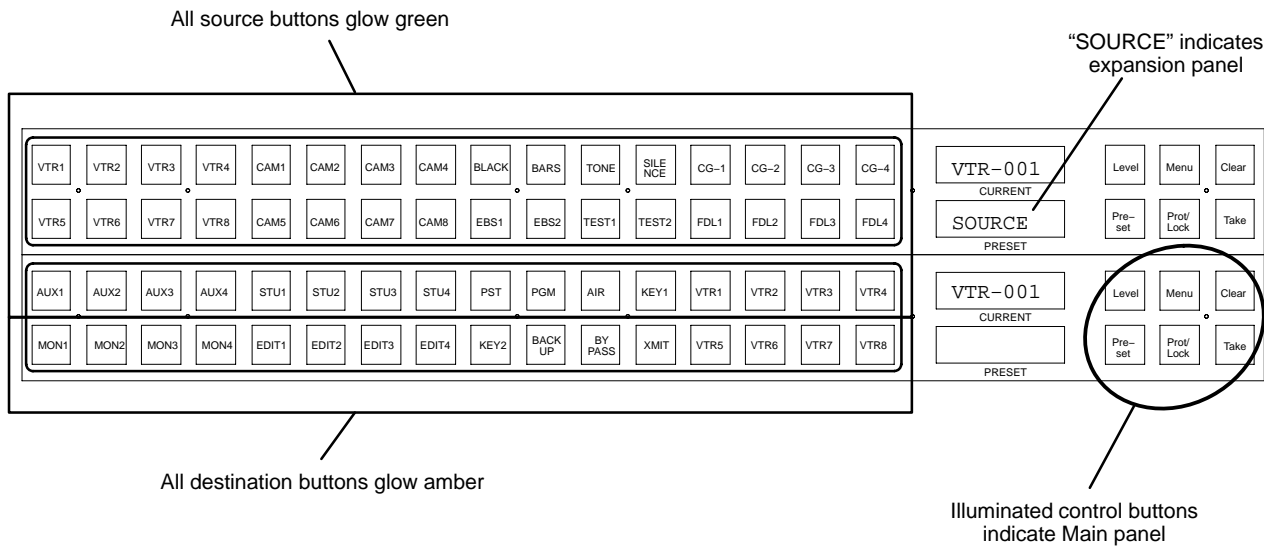 All source buttons glow green
“SOURCE” indicates
expansion panel
VTR1 VTR2 VTR3 VTR4 CAM1 CAM2 CAM3 CAM4 BLACK BARS TONE SILE NCE CG–1 CG–2 CG–3 CG–4
VTR–001
CURRENT
Level Menu Clear
VTR5 VTR6 VTR7 VTR8 CAM5 CAM6 CAM7 CAM8 EBS1 EBS2 TEST1 TEST2 FDL1 FDL2 FDL3 FDL4
SOURCE
PRESET
Pre– set Prot/ Lock Take
AUX1 AUX2 AUX3 AUX4 STU1 STU2 STU3 STU4 PST PGM AIR KEY1 VTR1 VTR2 VTR3 VTR4
VTR–001
CURRENT
Level Menu Clear
MON1 MON2 MON3 MON4 EDIT1 EDIT2 EDIT3 EDIT4 KEY2 BACK UP BY PASS XMIT VTR5 VTR6 VTR7 VTR8
PRESET
Pre– set Prot/ Lock Take
All destination buttons glow amber
Illuminated control buttons
indicate Main panel